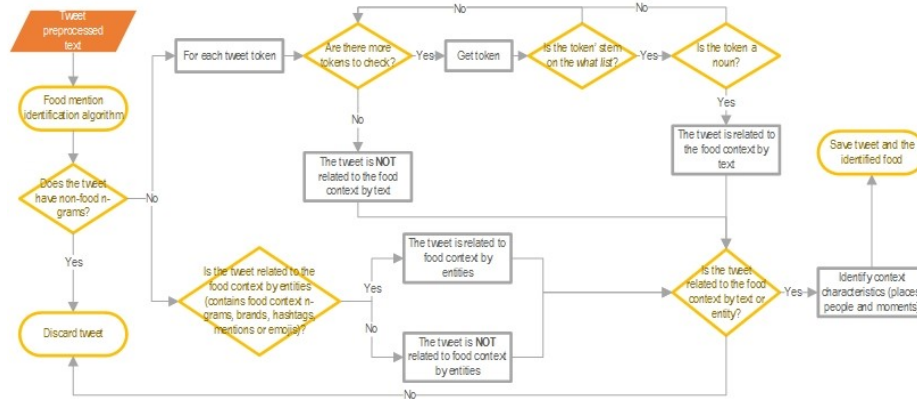 Tweet
preprocessed
text
Food mention
identification algorithm
Does the tweet
have non-food n-
grams?
No
Yes
Discard tweet
For each tweet token
Are there more
tokens to check?
Yes
Get token
Is the token' stem
on the what list?
Yes
Is the token a
noun?
No
No
No
The tweet is NOT
related to the food
context by text
Yes
The tweet is related to
the food context by
text
Is the tweet related to the
food context by entities
(contains food context n-
grams, brands, hashtags,
mentions or emojis)?
Yes
No
The tweet is related to
food context by
entities
The tweet is NOT
related to food context
by entities
Is the tweet
related to the food
context by text or
entity?
Yes
No
Identify context
characteristics (places,
people and moments)
Save tweet and the
identified food